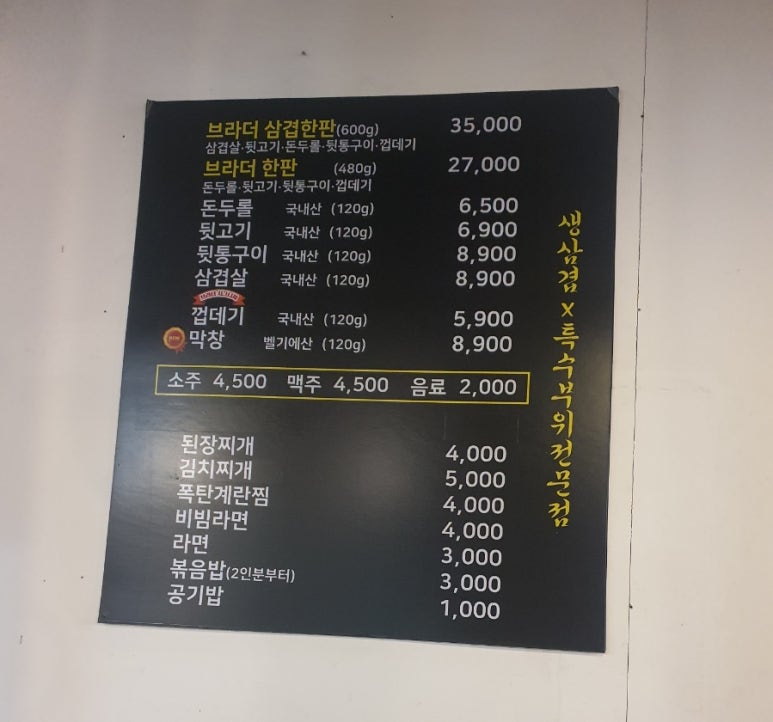 브라더 삼겹한판(600g) 35,000
삼겹살·뒷고기·돈두롤·뒷통구이·껍데기
브라더 한판 (480g) 27,000
돈두롤·뒷고기·뒷통구이·껍데기
돈두롤 국내산 (120g) 6,500
뒷고기 국내산 (120g) 6,900
뒷통구이 국내산 (120g) 8,900
삼겹살 국내산 (120g) 8,900
껍데기 국내산 (120g) 5,900
막창 벨기에산 (120g) 8,900
소주 4,500 맥주 4,500 음료 2,000
된장찌개 4,000
김치찌개 5,000
폭탄계란찜 4,000
비빔라면 4,000
라면 3,000
볶음밥(2인분부터) 3,000
공기밥 1,000
생삼겹 x 특수부위전문점